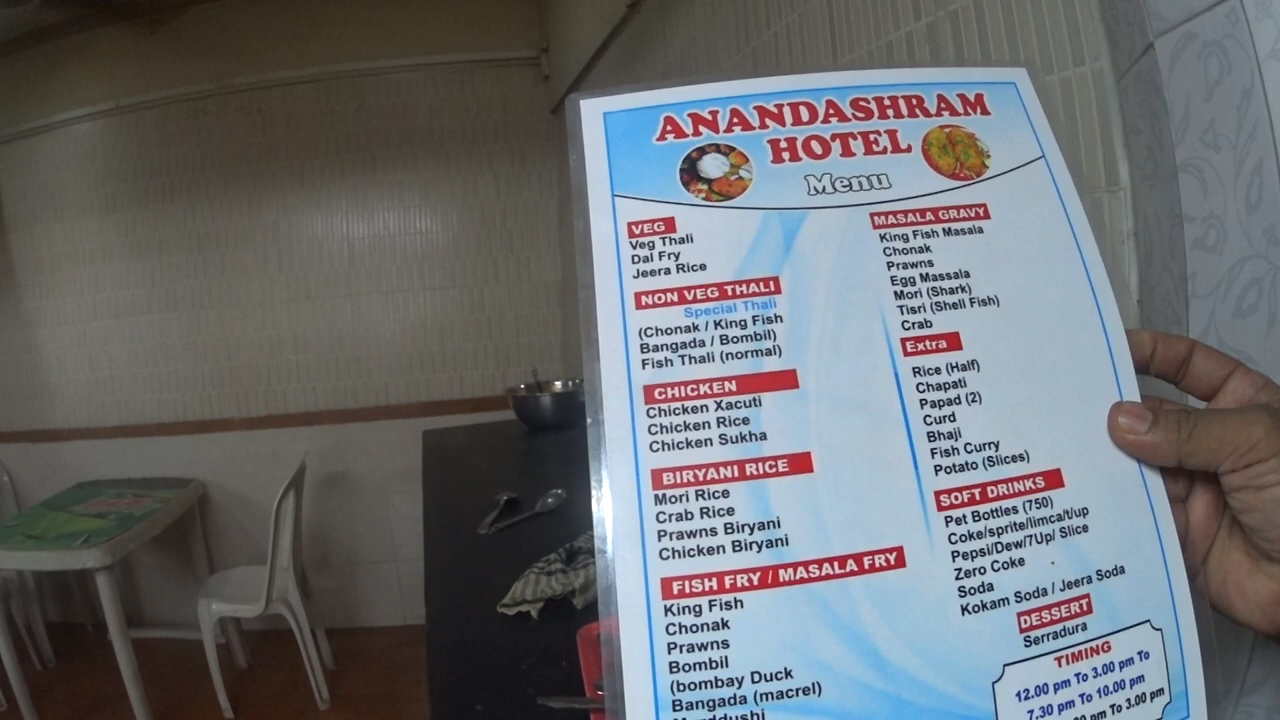 ANANDASHRAM
HOTEL
Menu
VEG
Veg Thali
Dal Fry
Jeera Rice
NON VEG THALI
Special Thali
(Chonak / King Fish
Bangada / Bombil)
Fish Thali (normal)
CHICKEN
Chicken Xacuti
Chicken Rice
Chicken Sukha
BIRYANI RICE
Mori Rice
Crab Rice
Prawns Biryani
Chicken Biryani
FISH FRY / MASALA FRY
King Fish
Chonak
Prawns
Bombil
(bombay Duck
Bangada (macrel)
MASALA GRAVY
King Fish Masala
Chonak
Prawns
Egg Massala
Mori (Shark)
Tisri (Shell Fish)
Crab
Extra
Rice (Half)
Chapati
Papad (2)
Curd
Bhaji
Fish Curry
Potato (Slices)
SOFT DRINKS
Pet Bottles (750)
Coke/sprite/limca/t/up
Pepsi/Dew/7Up/ Slice
Zero Coke
Soda
Kokam Soda / Jeera Soda
DESSERT
Serradura
TIMING
12.00 pm To 3.00 pm To
7.30 pm To 10.00 pm
pm To 3.00 pm